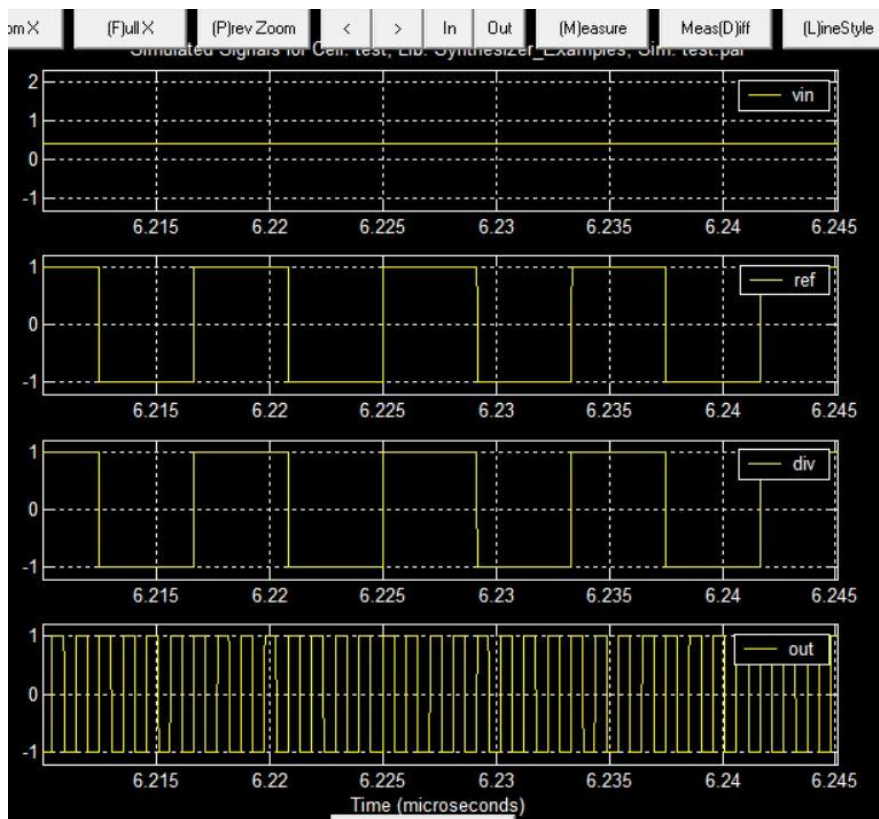 om X (F)ull X (P)rev Zoom < > In Out (M)easure Meas(D)iff (L)ineStyle
Simulated Signals for Cell: test, Lib: Synthesizer_Examples, Sim: test.par
2
vin
1
0
-1
6.215 6.22 6.225 6.23 6.235 6.24 6.245
1
ref
0
-1
6.215 6.22 6.225 6.23 6.235 6.24 6.245
1
div
0
-1
6.215 6.22 6.225 6.23 6.235 6.24 6.245
1
out
0
-1
6.215 6.22 6.225 6.23 6.235 6.24 6.245
Time (microseconds)